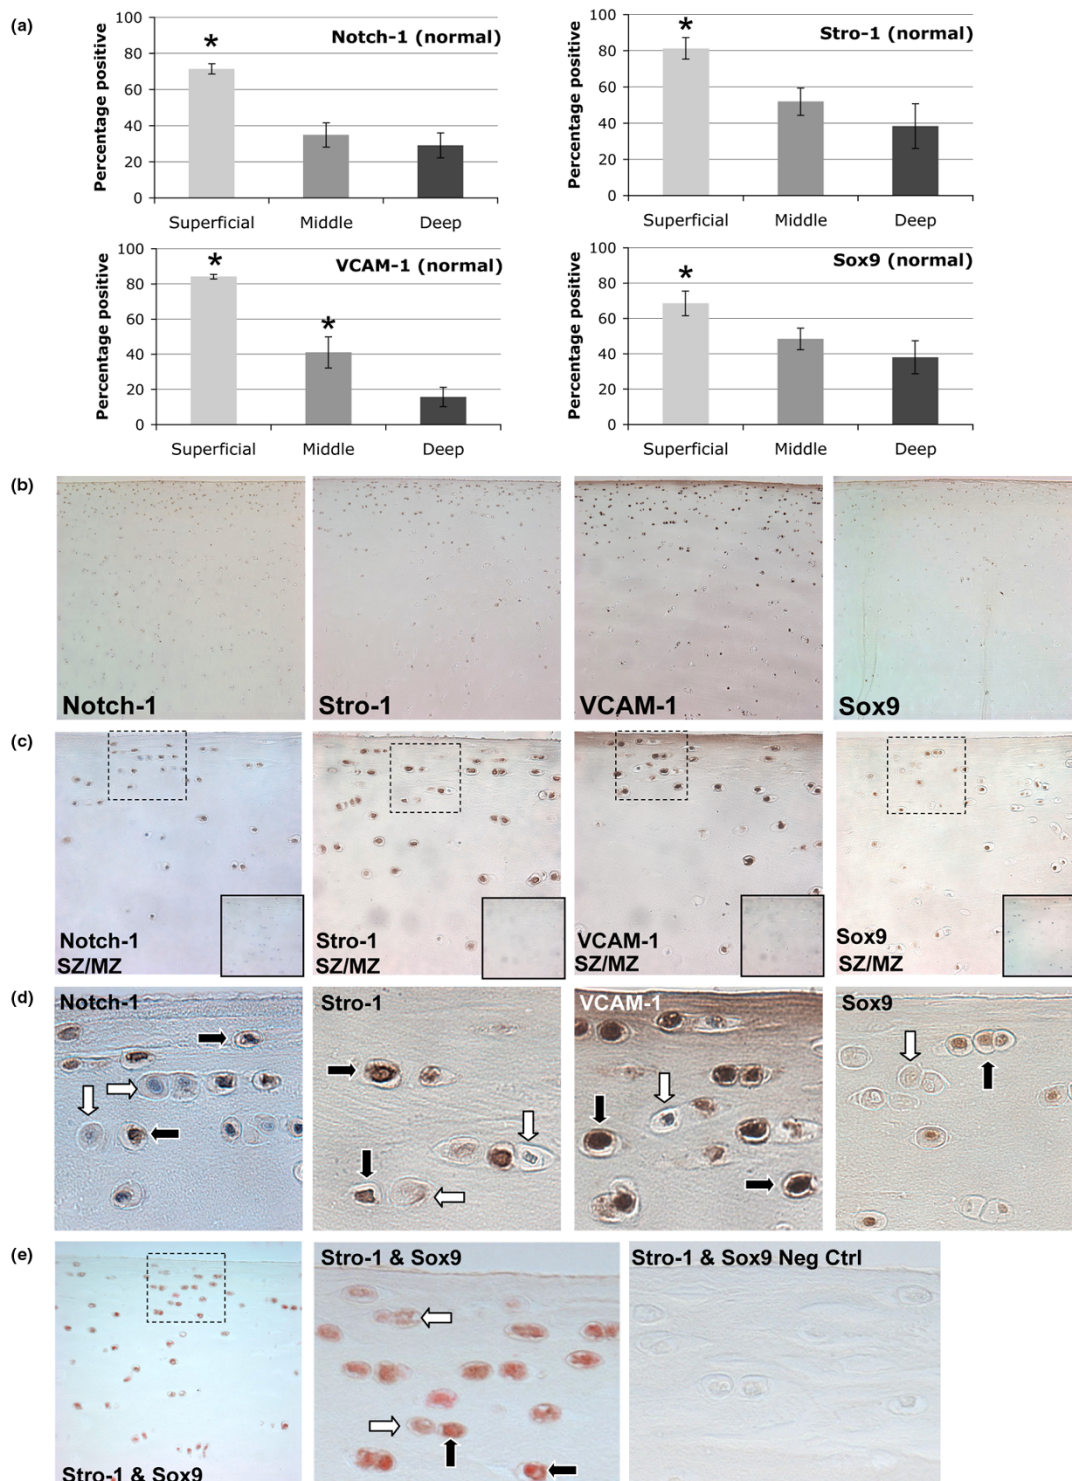 (a)
Notch-1 (normal)
Percentage positive
100
80
60
40
20
0
*
Superficial
Middle
Deep
Stro-1 (normal)
Percentage positive
100
80
60
40
20
0
*
Superficial
Middle
Deep
VCAM-1 (normal)
Percentage positive
100
80
60
40
20
0
*
*
Superficial
Middle
Deep
Sox9 (normal)
Percentage positive
100
80
60
40
20
0
*
Superficial
Middle
Deep
(b)
Notch-1
Stro-1
VCAM-1
Sox9
(c)
Notch-1
SZ/MZ
Stro-1
SZ/MZ
VCAM-1
SZ/MZ
Sox9
SZ/MZ
(d)
Notch-1
Stro-1
VCAM-1
Sox9
(e)
Stro-1 & Sox9
Stro-1 & Sox9
Stro-1 & Sox9 Neg Ctrl